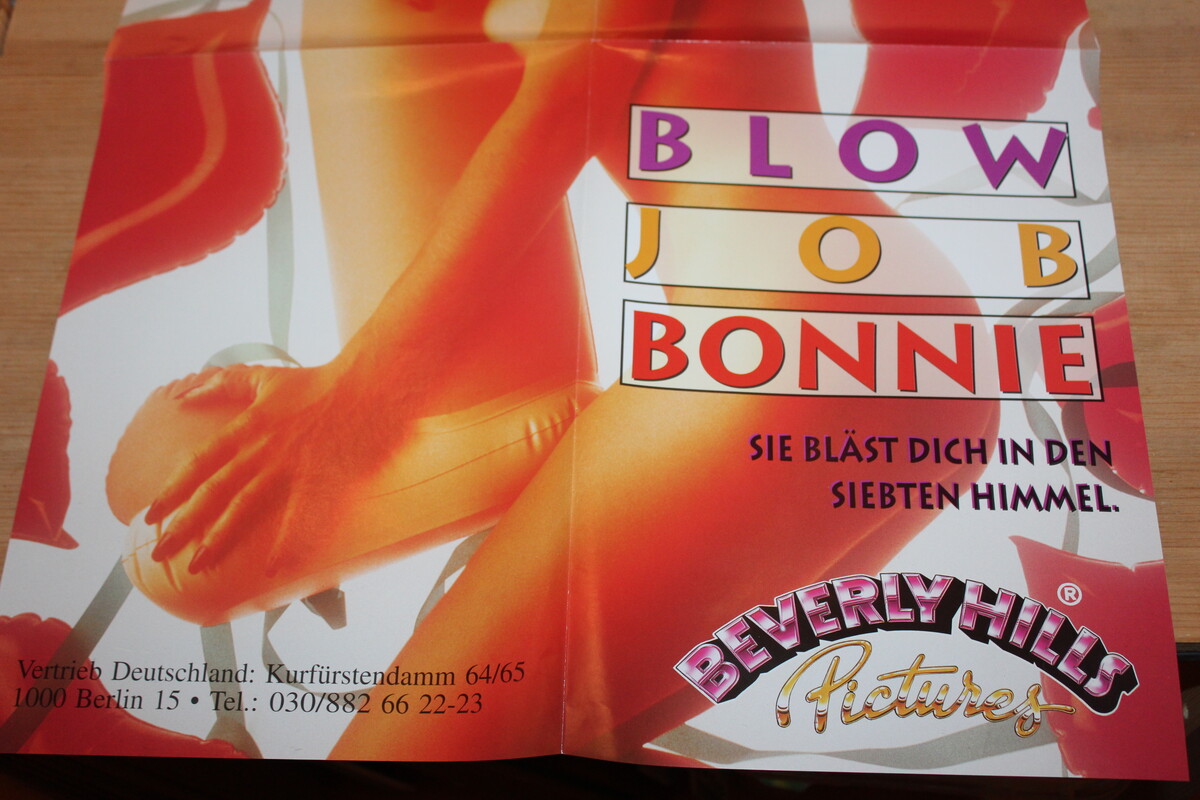 BLOW
JOB
BONNIE
SIE BLÄST DICH IN DEN
SIEBTEN HIMMEL.
BEVERLY HILLS ®
Pictures
Vertrieb Deutschland: Kurfürstendamm 64/65
1000 Berlin 15 • Tel.: 030/882 66 22-23